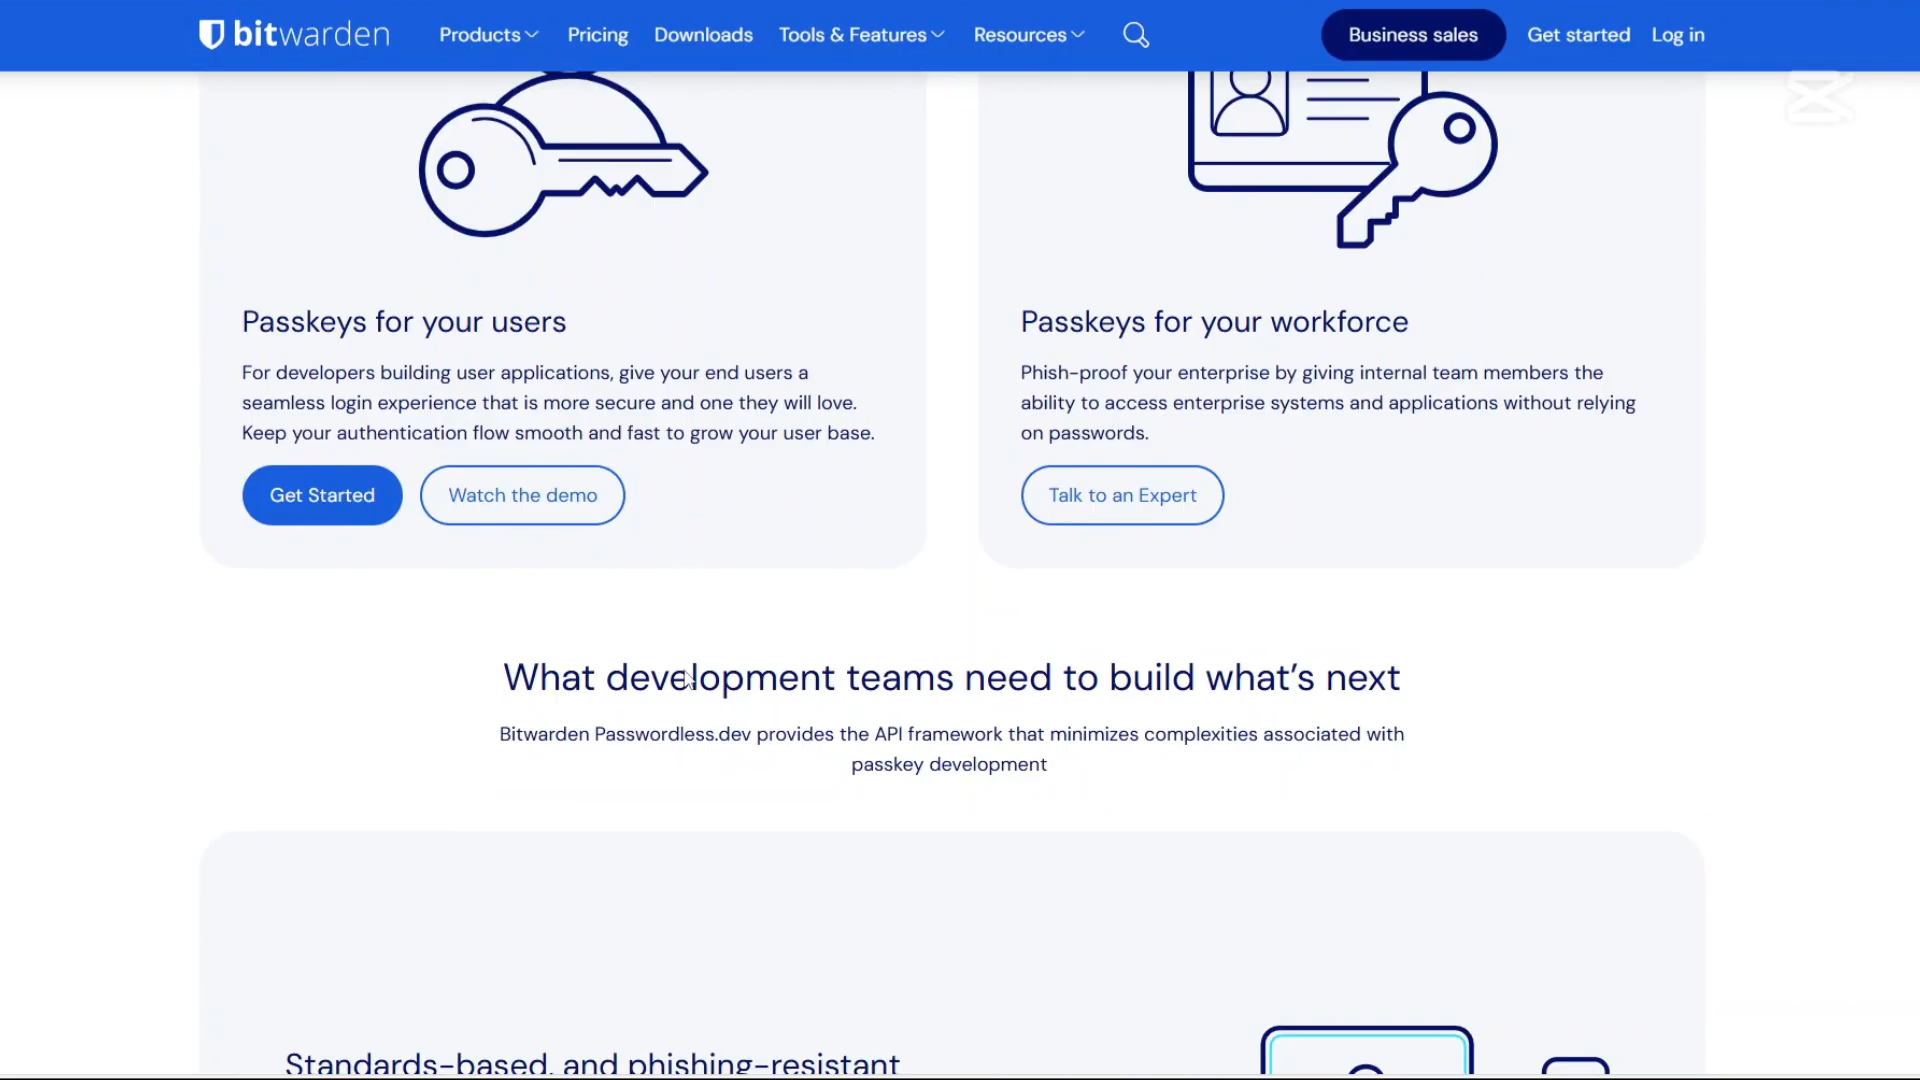 bitwarden Products Pricing Downloads Tools & Features Resources Business sales Get started Log in
Passkeys for your users
For developers building user applications, give your end users a
seamless login experience that is more secure and one they will love.
Keep your authentication flow smooth and fast to grow your user base.
Get Started Watch the demo
Passkeys for your workforce
Phish-proof your enterprise by giving internal team members the
ability to access enterprise systems and applications without relying
on passwords.
Talk to an Expert
What development teams need to build what’s next
Bitwarden Passwordless.dev provides the API framework that minimizes complexities associated with
passkey development
Standards-based, and phishing-resistant